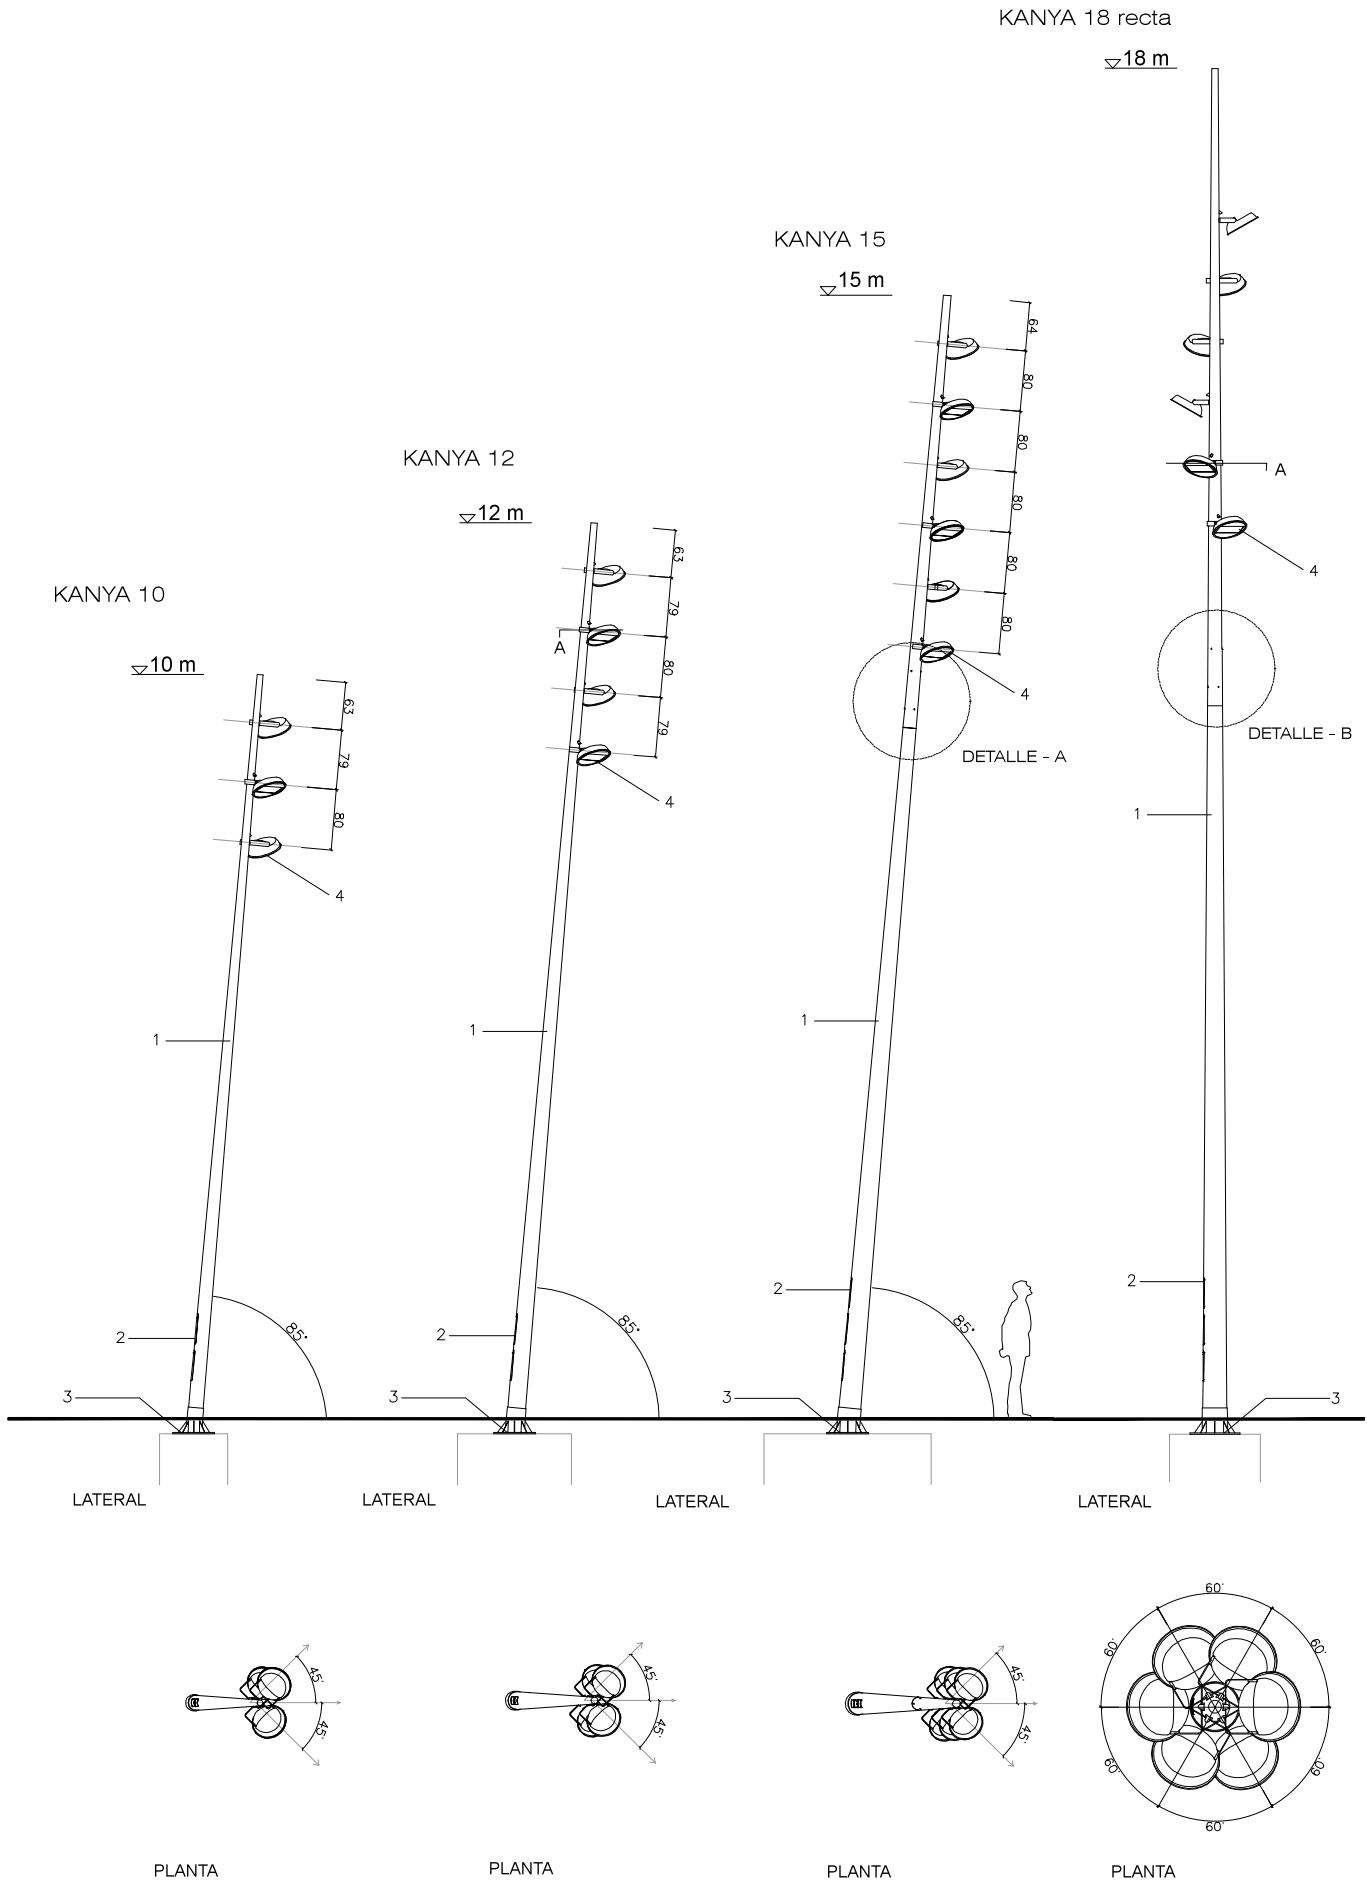 KANYA 18 recta
18 m
KANYA 15
15 m
64
80
80
80
80
80
A
4
KANYA 12
12 m
63
79
80
79
A
4
4
DETALLE - A
DETALLE - B
KANYA 10
10 m
63
79
80
4
1
1
1
1
2
85°
2
85°
2
85°
2
3
3
3
3
LATERAL
LATERAL
LATERAL
LATERAL
45°
45°
45°
45°
45°
45°
60°
60°
60°
60°
60°
60°
PLANTA
PLANTA
PLANTA
PLANTA